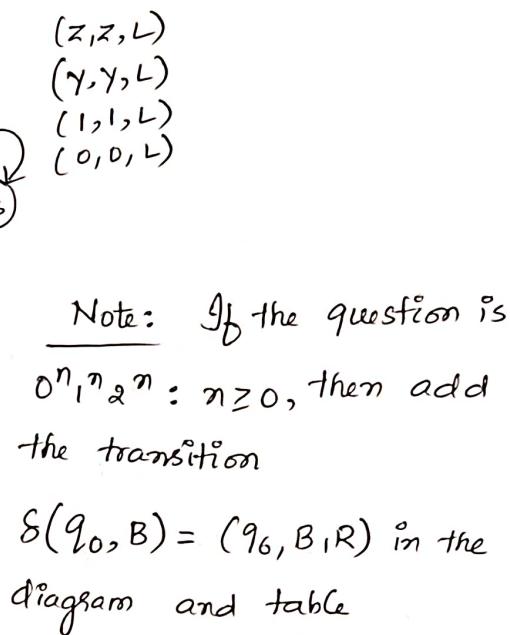 (Z,Z,L)
(Y,Y,L)
(1,1,L)
(0,0,L)
Note: If the question is
0ⁿ1ⁿ2ⁿ : n≥0, then add
the transition
δ(q₀, B) = (q₆, B, R) in the
diagram and table